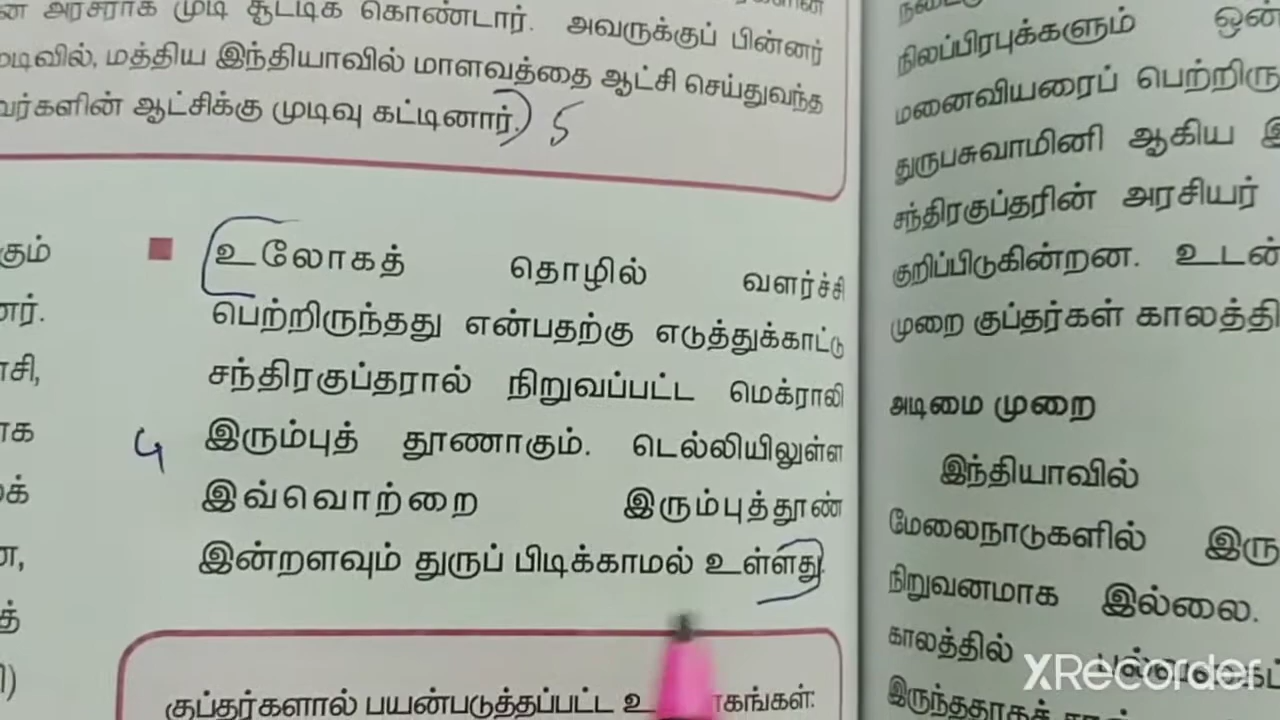 அரசராக முடி சூட்டிக் கொண்டார். அவருக்குப் பின்னர்
மத்திய இந்தியாவில் மாளவத்தை ஆட்சி செய்துவந்த
ஆட்சிக்கு முடிவு கட்டினார்.) 5
உலோகத் தொழில் வளர்ச்சி
பெற்றிருந்தது என்பதற்கு எடுத்துக்காட்டு
சந்திரகுப்தரால் நிறுவப்பட்ட மெக்ராலி
இரும்புத் தூணாகும். டெல்லியிலுள்ள
இவ்வொற்றை இரும்புத்தூண்
இன்றளவும் துருப் பிடிக்காமல் உள்ளது.
குப்தர்களால் பயன்படுத்தப்பட்ட
நிலப்பிரபுக்களும்
மனைவியரைப்
துருபசுவாமினி ஆகிய
சந்திரகுப்தரின் அரசியர்
குறிப்பிடுகின்றன.
முறை குப்தர்கள்
அடிமை முறை
இந்தியாவில்
மேலைநாடுகளில்
நிறுவனமாக இல்லை.
காலத்தில்
XRecorder